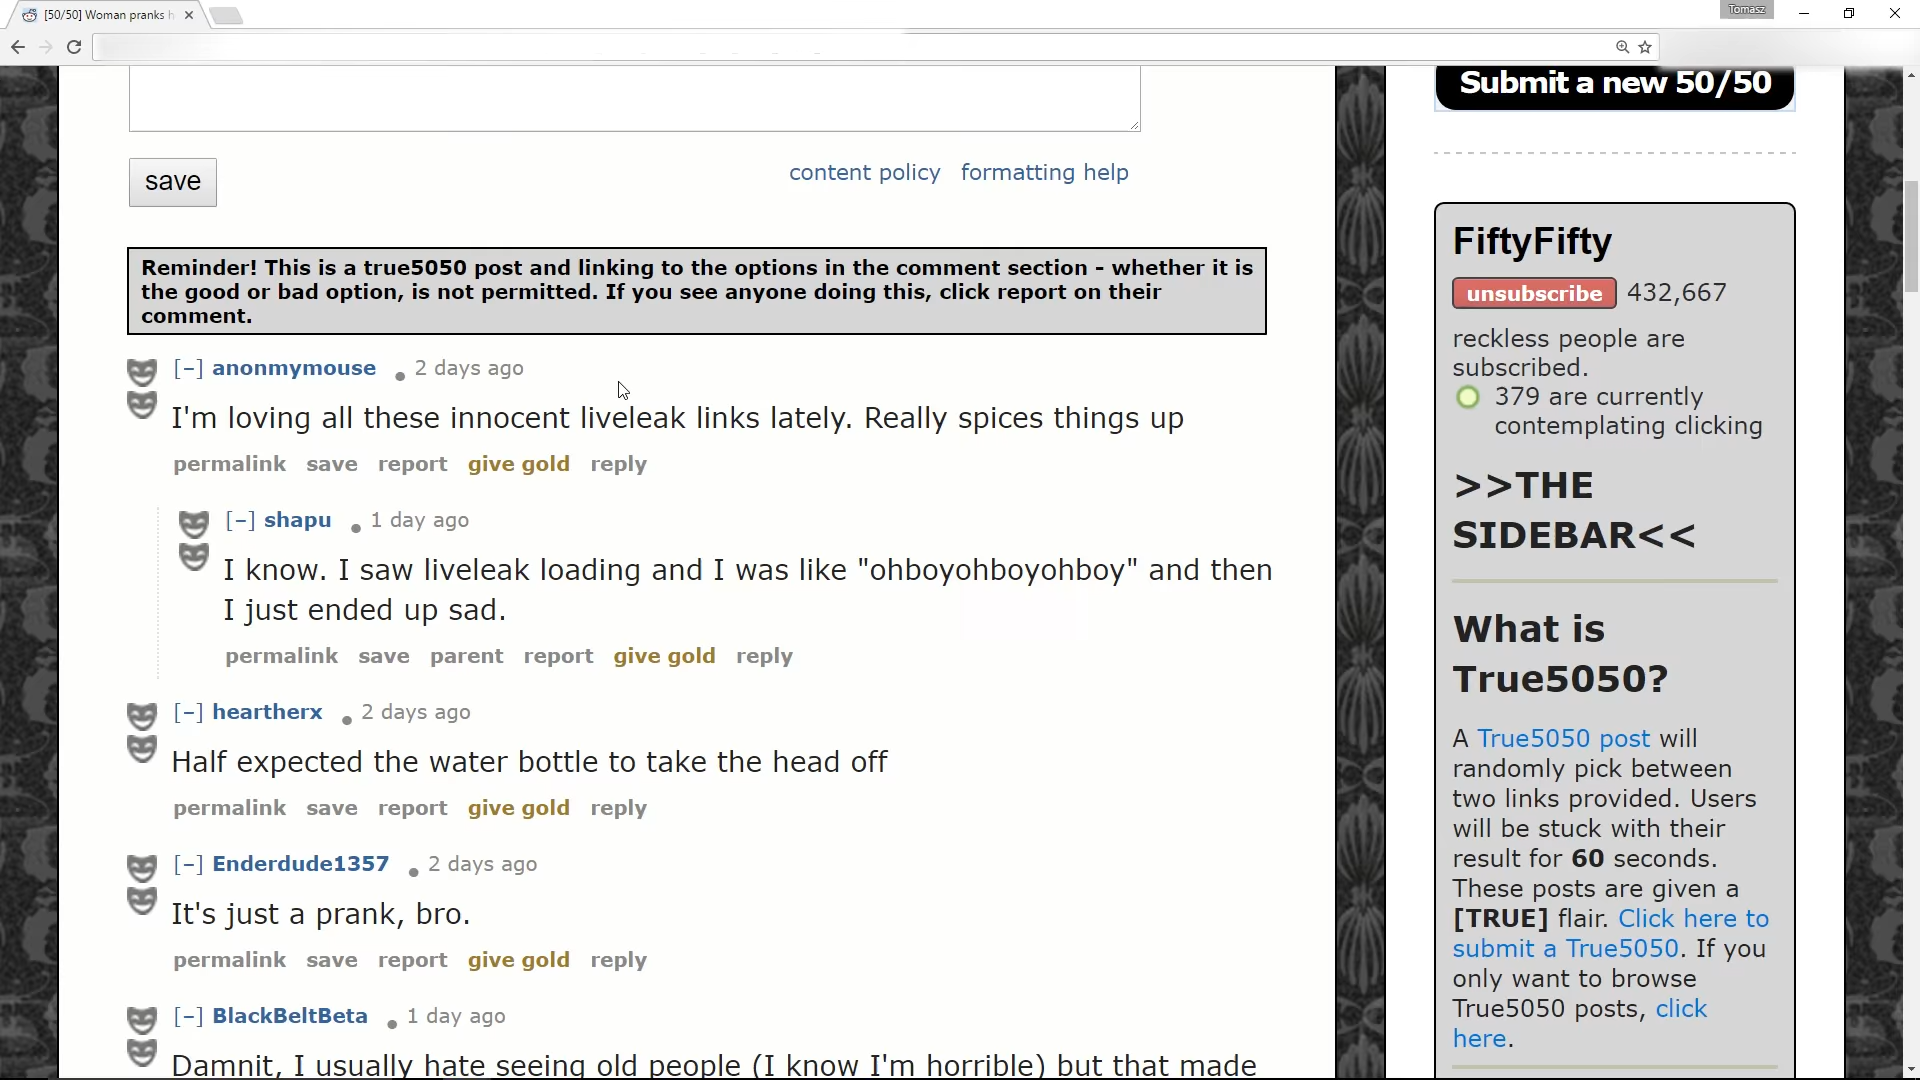 [50/50] Woman pranks h
Tomasz
save
content policy formatting help
Reminder! This is a true5050 post and linking to the options in the comment section - whether it is
the good or bad option, is not permitted. If you see anyone doing this, click report on their
comment.
[–] anonmymouse • 2 days ago
I'm loving all these innocent liveleak links lately. Really spices things up
permalink save report give gold reply
[–] shapu • 1 day ago
I know. I saw liveleak loading and I was like "ohboyohboyohboy" and then
I just ended up sad.
permalink save parent report give gold reply
[–] heartherx • 2 days ago
Half expected the water bottle to take the head off
permalink save report give gold reply
[–] Enderdude1357 • 2 days ago
It's just a prank, bro.
permalink save report give gold reply
[–] BlackBeltBeta • 1 day ago
Damnit, I usually hate seeing old people (I know I'm horrible) but that made
Submit a new 50/50
FiftyFifty
unsubscribe 432,667
reckless people are
subscribed.
379 are currently
contemplating clicking
>>THE
SIDEBAR<<
What is
True5050?
A True5050 post will
randomly pick between
two links provided. Users
will be stuck with their
result for 60 seconds.
These posts are given a
[TRUE] flair. Click here to
submit a True5050. If you
only want to browse
True5050 posts, click
here.